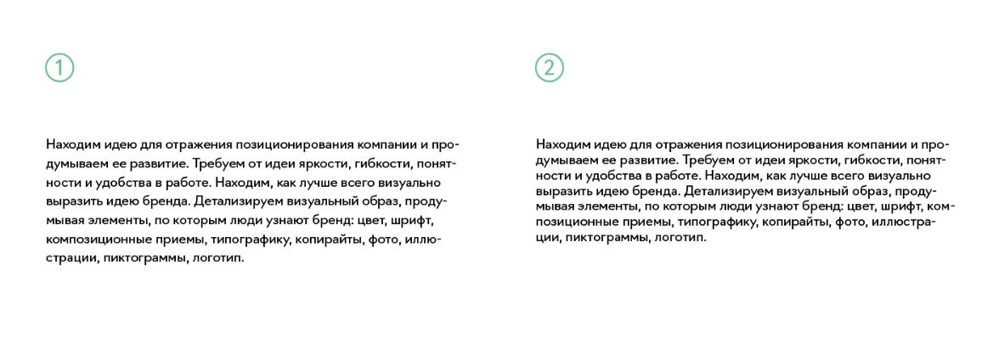 1
Находим идею для отражения позиционирования компании и про-
думываем ее развитие. Требуем от идеи яркости, гибкости, понят-
ности и удобства в работе. Находим, как лучше всего визуально
выразить идею бренда. Детализируем визуальный образ, проду-
мывая элементы, по которым люди узнают бренд: цвет, шрифт,
композиционные приемы, типографику, копирайты, фото, иллю-
страции, пиктограммы, логотип.
2
Находим идею для отражения позиционирования компании и про-
думываем ее развитие. Требуем от идеи яркости, гибкости, понят-
ности и удобства в работе. Находим, как лучше всего визуально
выразить идею бренда. Детализируем визуальный образ, проду-
мывая элементы, по которым люди узнают бренд: цвет, шрифт, ком-
позиционные приемы, типографику, копирайты, фото, иллюстра-
ции, пиктограммы, логотип.